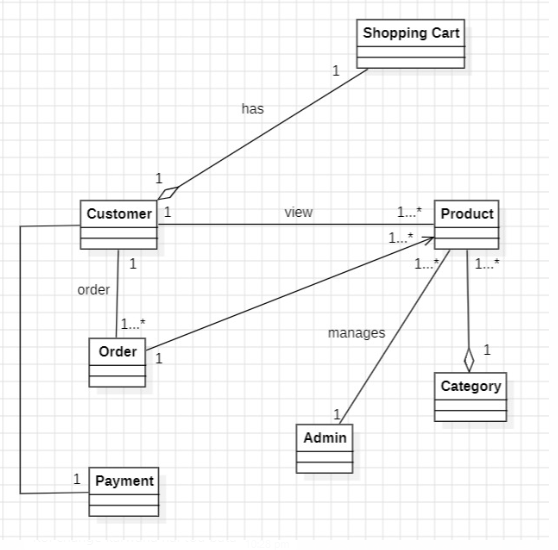 Shopping Cart
1
has
1
Customer
1
view
1...*
Product
1...*
1
1...*
1...*
order
1...*
manages
Order
1
1
Category
1
Admin
1
Payment